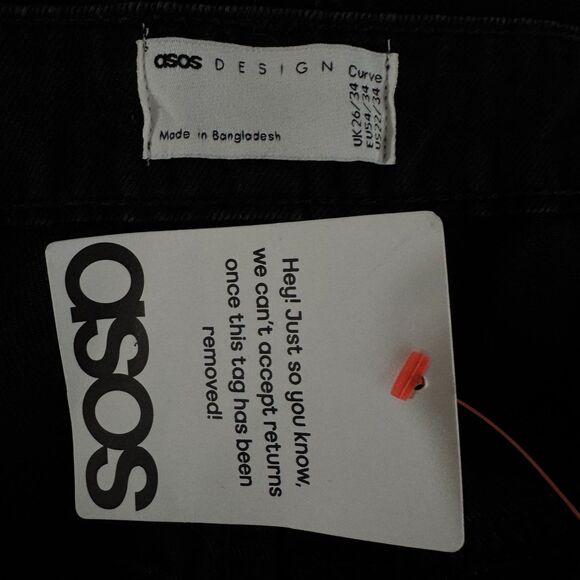 asos DESIGN Curve
UK26/34
EU54/34
US22/34
Made in Bangladesh
asos
Hey! Just so you know,
we can't accept returns
once this tag has been
removed!